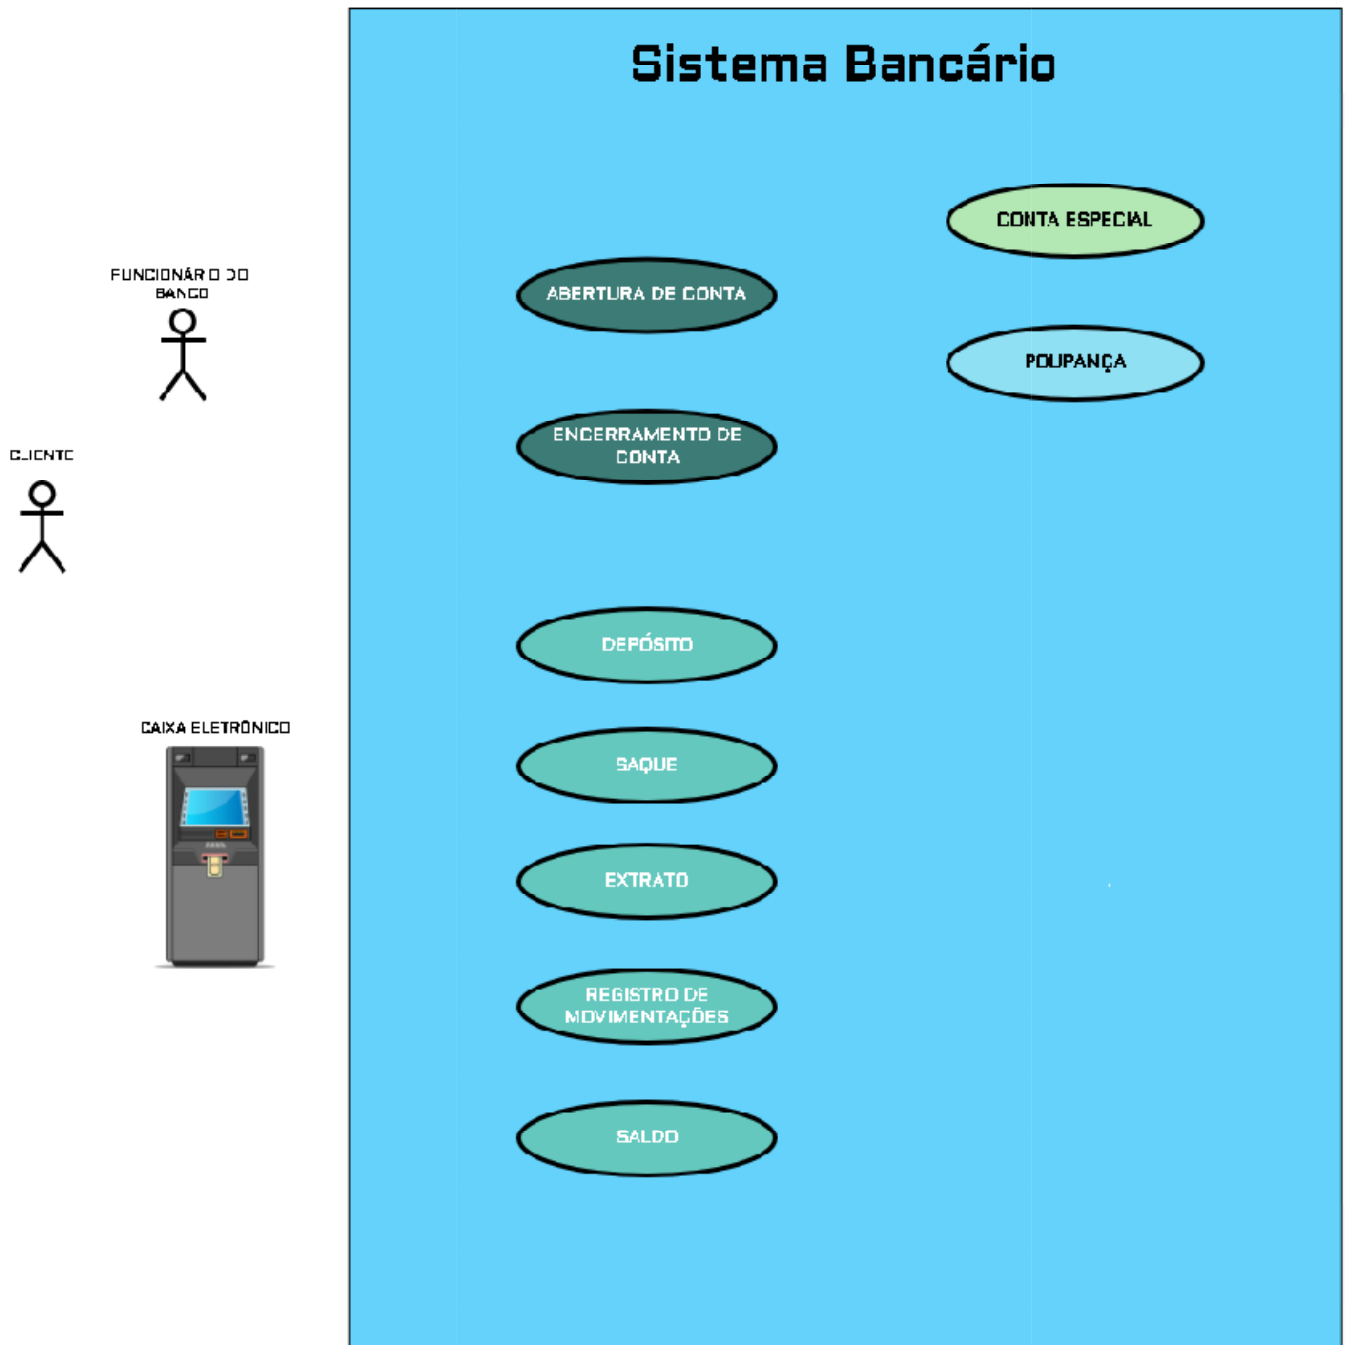 Sistema Bancário
CONTA ESPECIAL
FUNCIONÁRIO DO
BANCO
ABERTURA DE CONTA
POUPANÇA
ENCERRAMENTO DE
CONTA
CLIENTE
DEPÓSITO
CAIXA ELETRÔNICO
SAQUE
EXTRATO
REGISTRO DE
MOVIMENTAÇÕES
SALDO